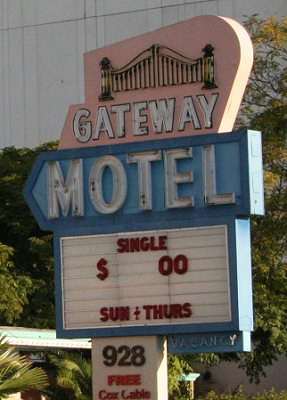 GATEWAY
MOTEL
SINGLE
$ 00
SUN - THURS
VACANCY
928
FREE
Cox Cable